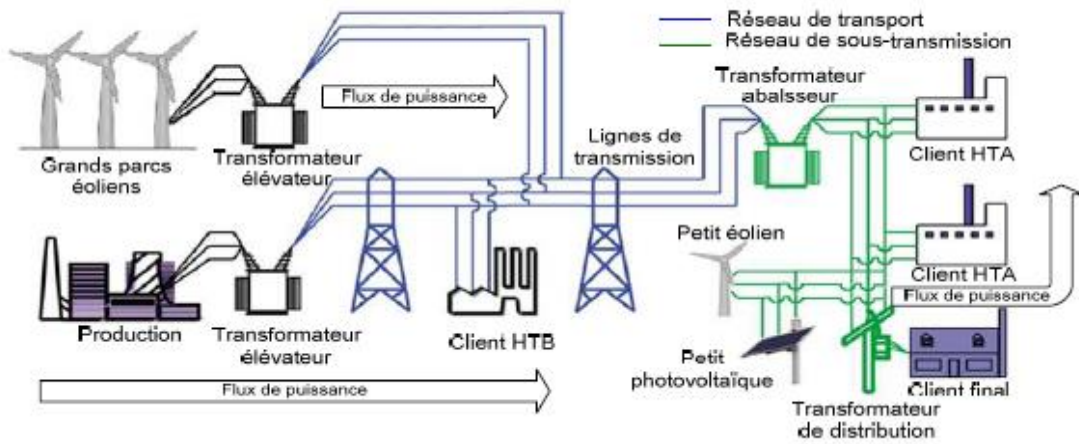 Réseau de transport
Réseau de sous-transmission
Transformateur
abalsseur
Flux de puissance
Lignes de
transmission
Grands parcs
éoliens
Transformateur
élévateur
Client HTA
Petit éolien
Client HTA
Flux de puissance
Production
Transformateur
élévateur
Client HTB
Petit
photovoltaïque
Client final
Flux de puissance
Transformateur
de distribution